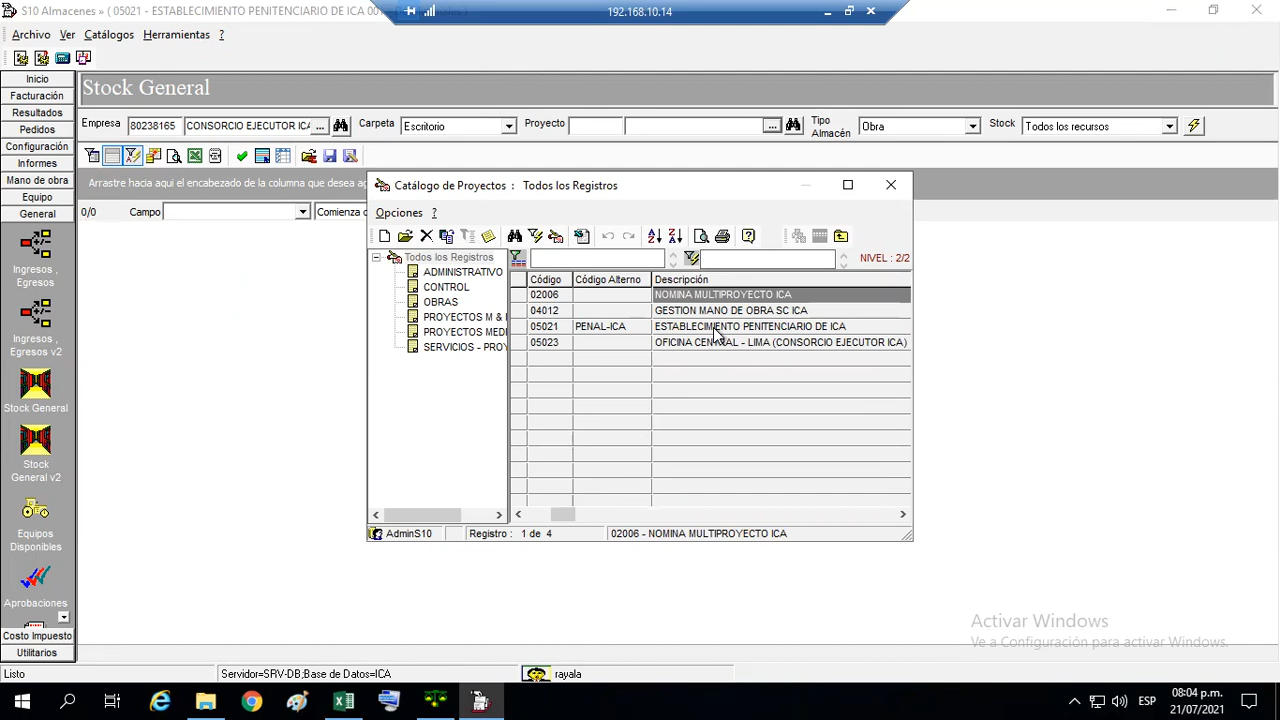 S10 Almacenes » ( 05021 - ESTABLECIMIENTO PENITENCIARIO DE ICA
192.168.10.14
Archivo Ver Catálogos Herramientas ?
Inicio
Facturación
Resultados
Pedidos
Configuración
Informes
Mano de obra
Equipo
General
Ingresos , Egresos
Ingresos , Egresos v2
Stock General
Stock General v2
Equipos Disponibles
Aprobaciones
Costo Impuesto
Utilitarios
Stock General
Empresa 80238165 CONSORCIO EJECUTOR ICA ... Carpeta Escritorio Proyecto ... Tipo Almacén Obra Stock Todos los recursos
Arrastre hacia aqui el encabezado de la columna que desea
0/0 Campo Comienza
Catálogo de Proyectos : Todos los Registros
Opciones ?
Todos los Registros
ADMINISTRATIVO
CONTROL
OBRAS
PROYECTOS M &
PROYECTOS MEDI
SERVICIOS - PROY
NIVEL : 2/2
Código Código Alterno Descripción
02006 NOMINA MULTIPROYECTO ICA
04012 GESTION MANO DE OBRA SC ICA
05021 PENAL-ICA ESTABLECIMIENTO PENITENCIARIO DE ICA
05023 OFICINA CENTRAL - LIMA (CONSORCIO EJECUTOR ICA)
AdminS10 Registro : 1 de 4 02006 - NOMINA MULTIPROYECTO ICA
Activar Windows
Ve a Configuración para activar Windows.
Listo Servidor=SRV-DB;Base de Datos=ICA rayala
ESP 08:04 p.m.
21/07/2021